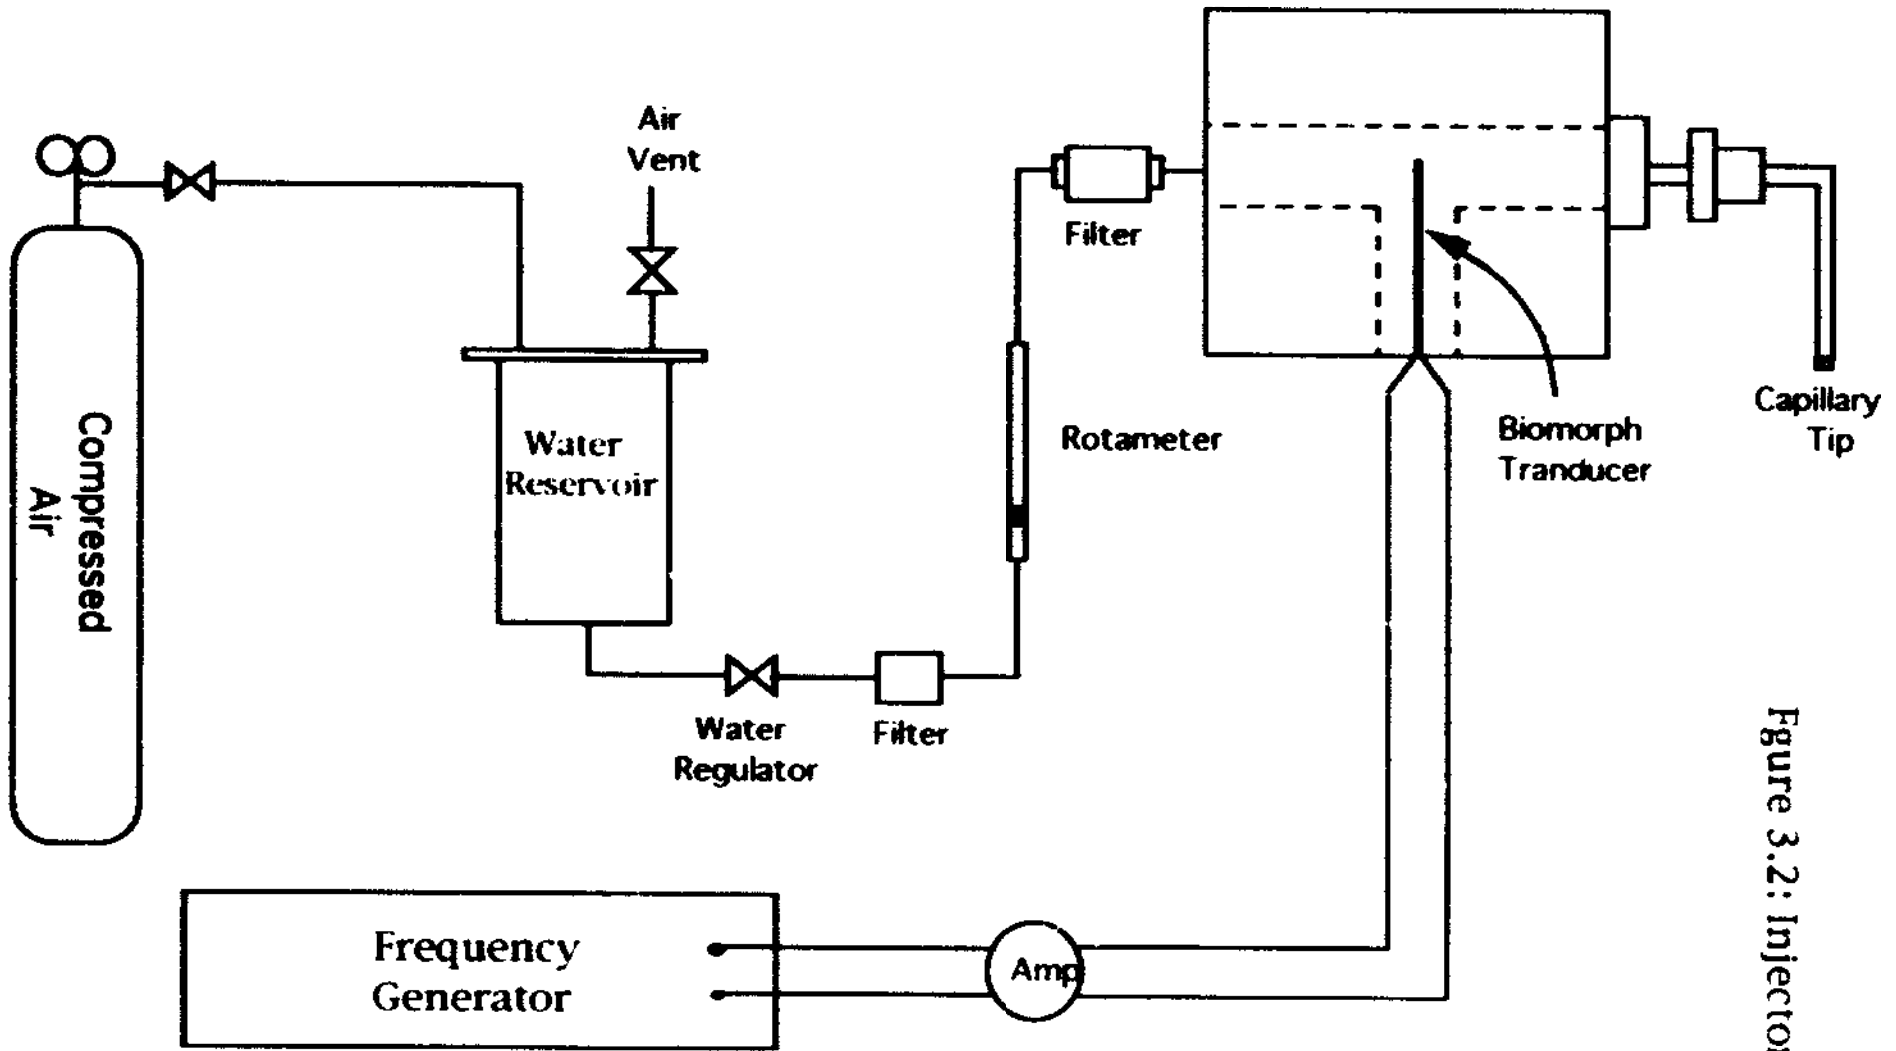 Air
Vent
Filter
Compressed
Air
Water
Reservoir
Rotameter
Biomorph
Tranducer
Capillary
Tip
Water
Regulator
Filter
Frequency
Generator
Amp
Fgure 3.2: Injector